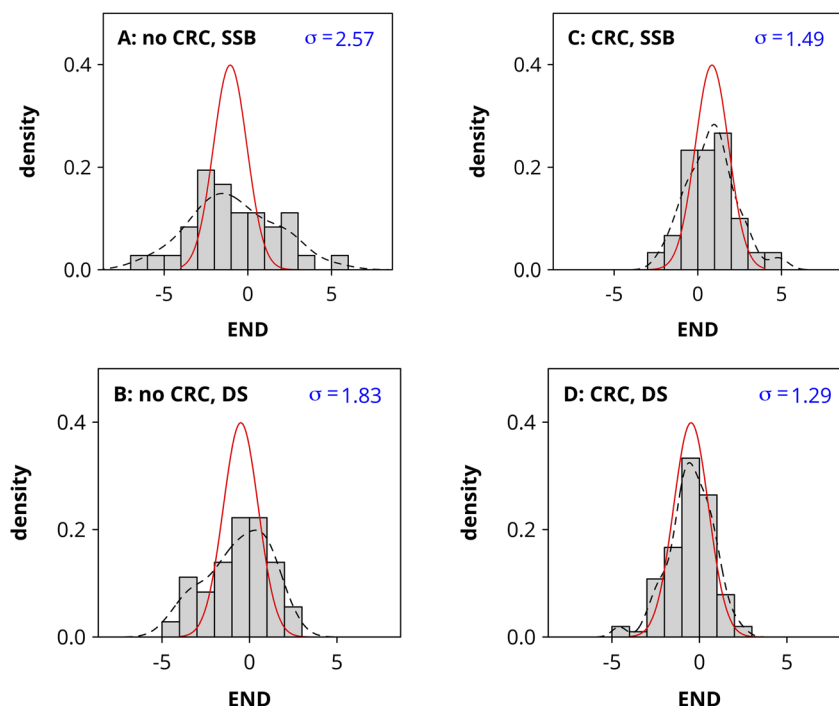 A: no CRC, SSB
σ = 2.57
density
0.4
0.2
0.0
-5
0
5
END
C: CRC, SSB
σ = 1.49
density
0.4
0.2
0.0
-5
0
5
END
B: no CRC, DS
σ = 1.83
density
0.4
0.2
0.0
-5
0
5
END
D: CRC, DS
σ = 1.29
density
0.4
0.2
0.0
-5
0
5
END